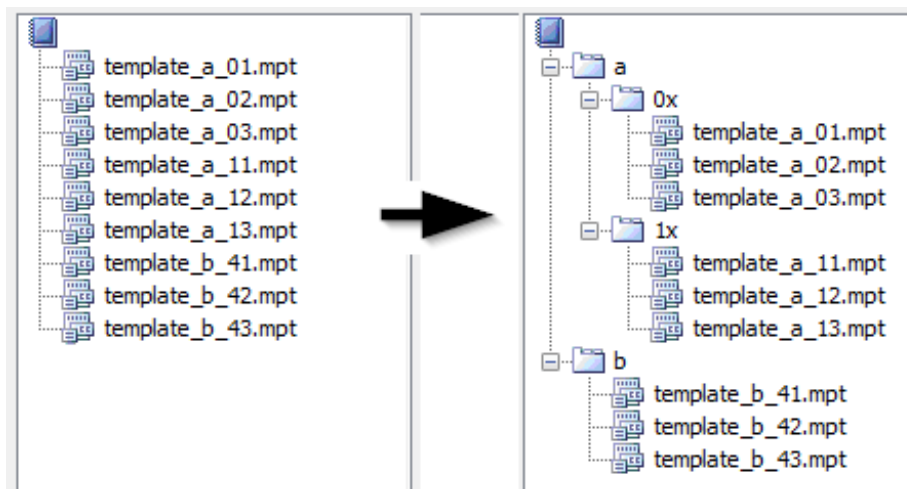 template_a_01.mpt
template_a_02.mpt
template_a_03.mpt
template_a_11.mpt
template_a_12.mpt
template_a_13.mpt
template_b_41.mpt
template_b_42.mpt
template_b_43.mpt
a
0x
template_a_01.mpt
template_a_02.mpt
template_a_03.mpt
1x
template_a_11.mpt
template_a_12.mpt
template_a_13.mpt
b
template_b_41.mpt
template_b_42.mpt
template_b_43.mpt